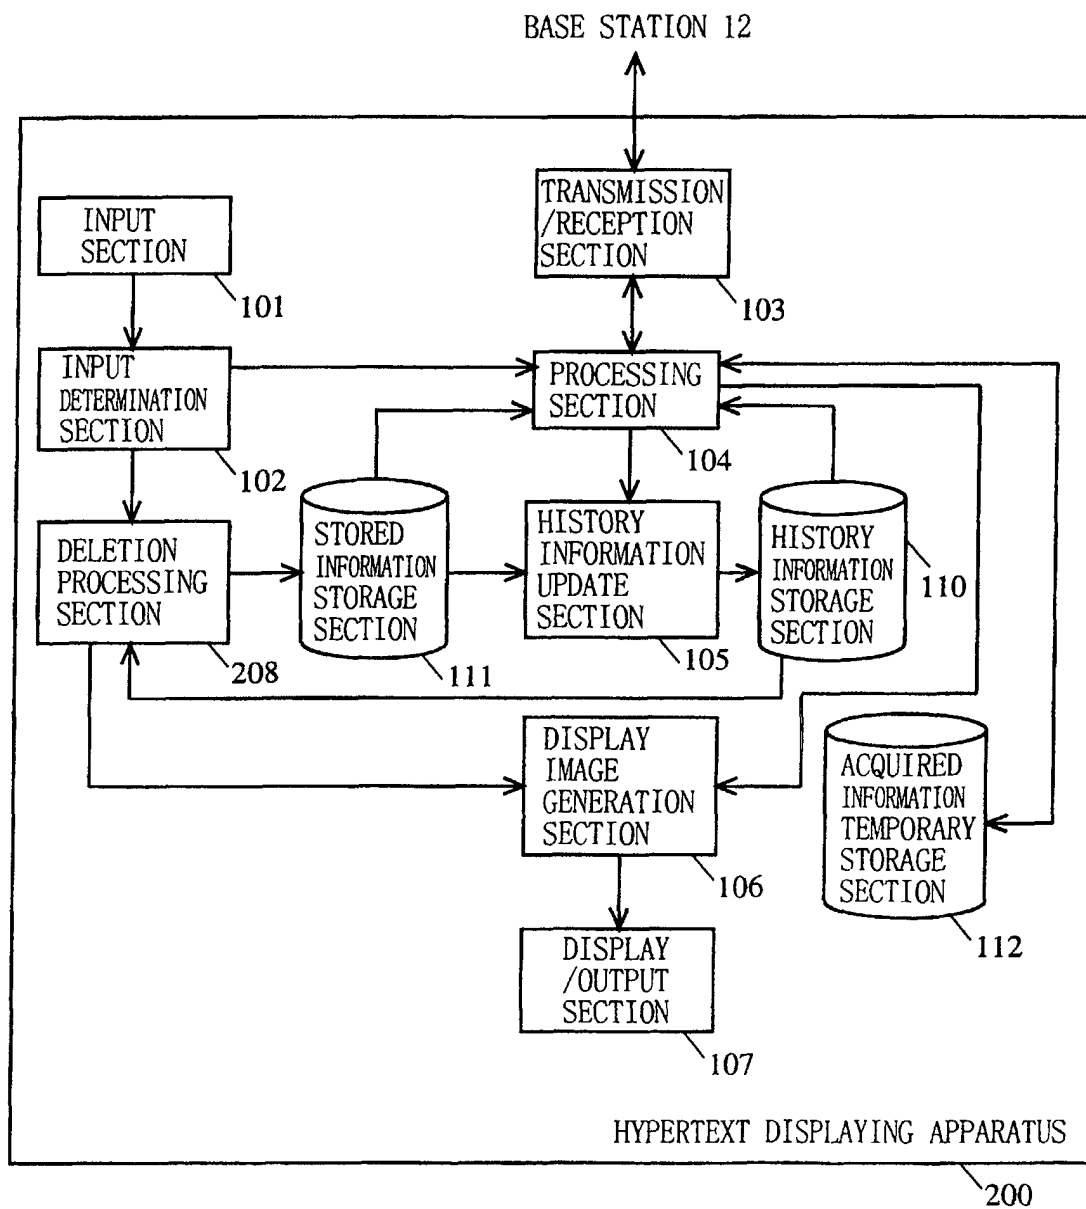 BASE STATION 12
TRANSMISSION
/RECEPTION
SECTION
103
INPUT
SECTION
101
INPUT
DETERMINATION
SECTION
102
PROCESSING
SECTION
104
DELETION
PROCESSING
SECTION
208
STORED
INFORMATION
STORAGE
SECTION
111
HISTORY
INFORMATION
UPDATE
SECTION
105
HISTORY
INFORMATION
STORAGE
SECTION
110
DISPLAY
IMAGE
GENERATION
SECTION
106
ACQUIRED
INFORMATION
TEMPORARY
STORAGE
SECTION
112
DISPLAY
/OUTPUT
SECTION
107
HYPERTEXT DISPLAYING APPARATUS
200